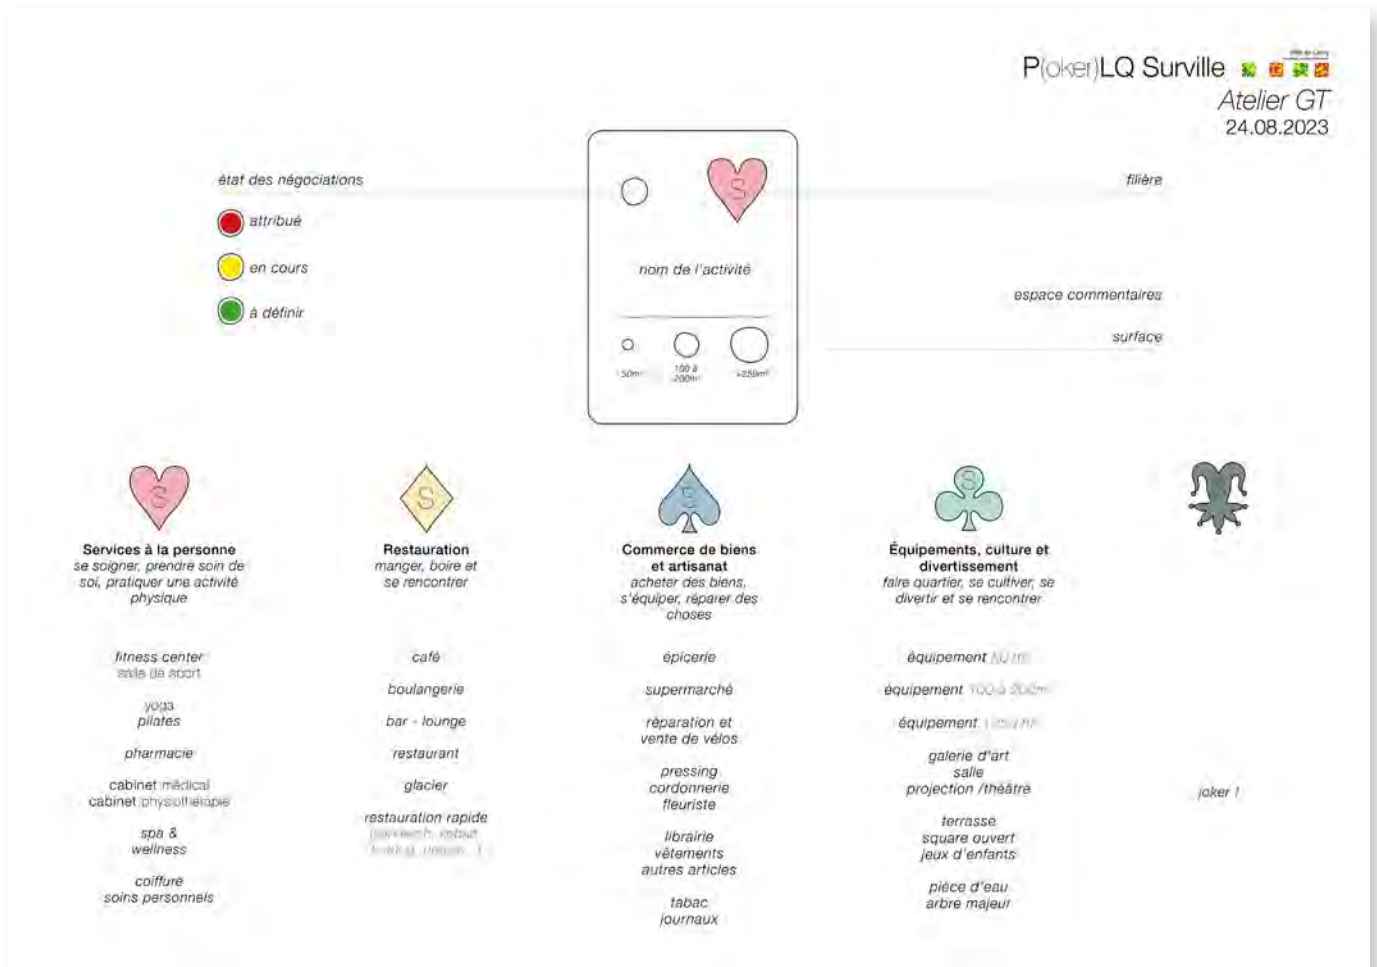 P(oker)LQ Surville
Atelier GT
24.08.2023
état des négociations
attribué
en cours
à définir
S
nom de l'activité
50m²
100 à
200m²
+250m²
filière
espace commentaires
surface
S
Services à la personne
se soigner, prendre soin de
soi, pratiquer une activité
physique
fitness center
salle de sport
yoga
pilates
pharmacie
cabinet médical
cabinet physiothérapie
spa &
wellness
coiffure
soins personnels
S
Restauration
manger, boire et
se rencontrer
café
boulangerie
bar - lounge
restaurant
glacier
restauration rapide
S
Commerce de biens
et artisanat
acheter des biens,
s'équiper, réparer des
choses
épicerie
supermarché
réparation et
vente de vélos
pressing
cordonnerie
fleuriste
librairie
vêtements
autres articles
tabac
journaux
S
Équipements, culture et
divertissement
faire quartier, se cultiver, se
divertir et se rencontrer
équipement
équipement 100 à 200m²
équipement
galerie d'art
salle
projection /théâtre
terrasse
square ouvert
jeux d'enfants
pièce d'eau
arbre majeur
joker !